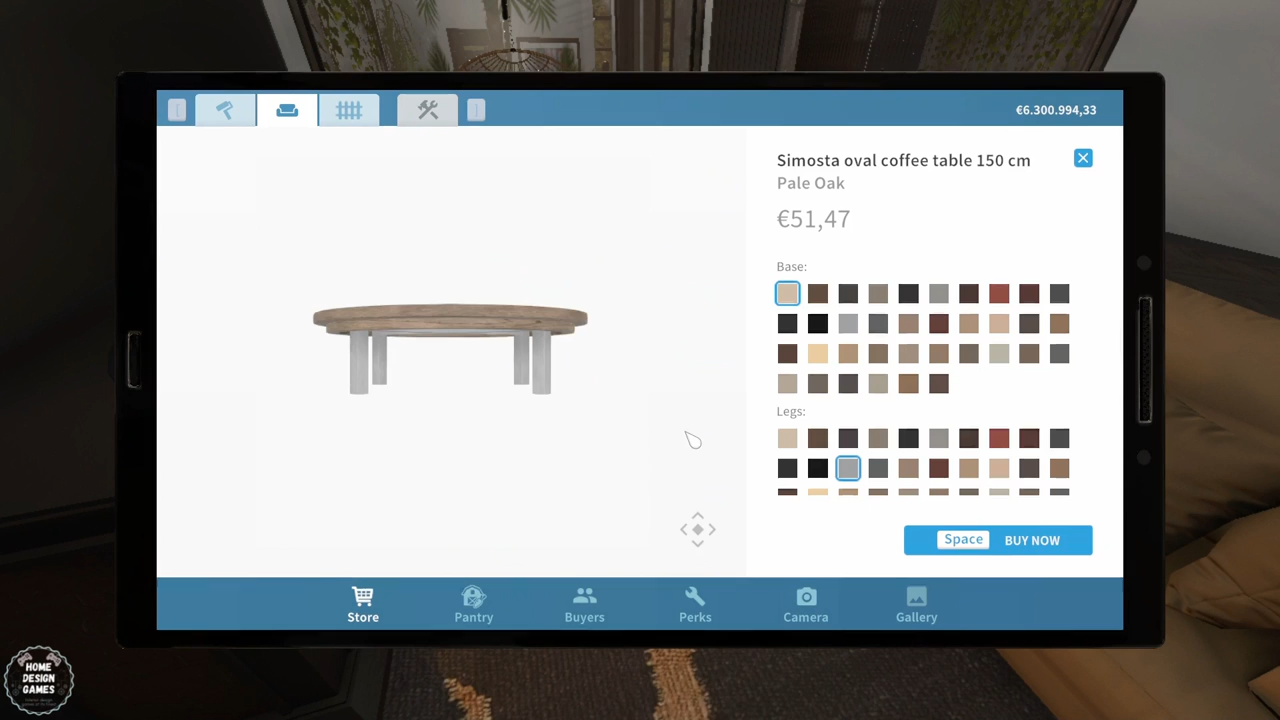 €6.300.994,33
Simosta oval coffee table 150 cm
Pale Oak
€51,47
Base:
Legs:
Space BUY NOW
Store Pantry Buyers Perks Camera Gallery
HOME
DESIGN
GAMES